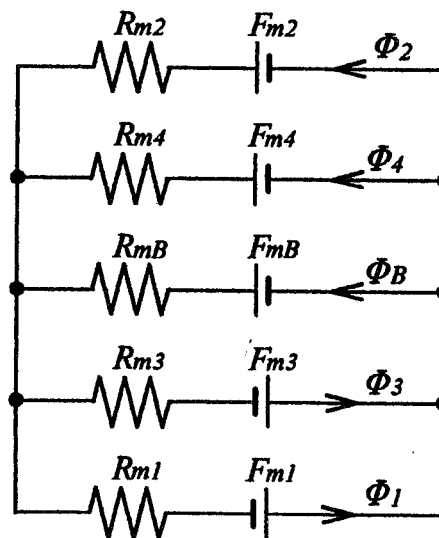 Rm2 Fm2 Φ2
Rm4 Fm4 Φ4
RmB FmB ΦB
Rm3 Fm3 Φ3
Rm1 Fm1 Φ1